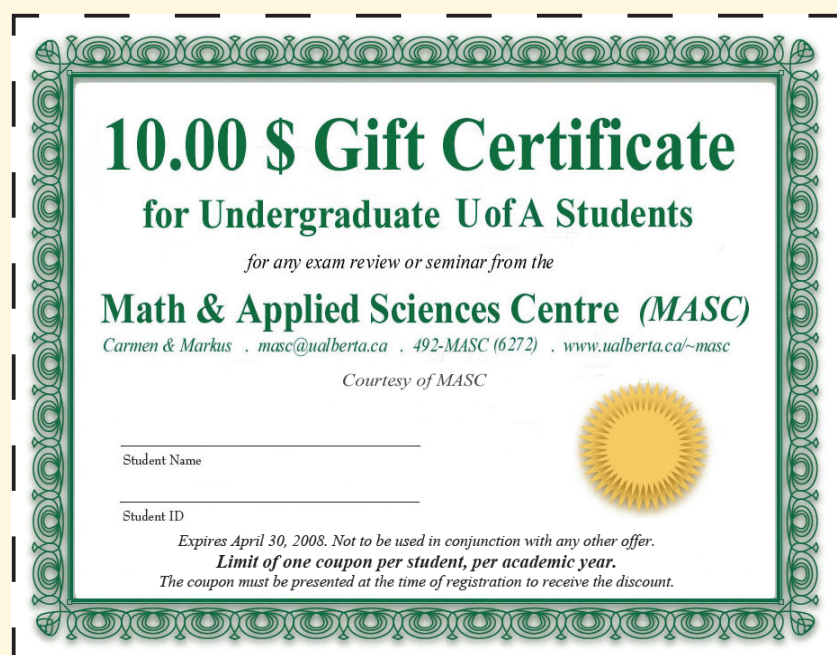 10.00 $ Gift Certificate
for Undergraduate U of A Students
for any exam review or seminar from the
Math & Applied Sciences Centre (MASC)
Carmen & Markus . masc@ualberta.ca . 492-MASC (6272) . www.ualberta.ca/~masc
Courtesy of MASC
Student Name
Student ID
Expires April 30, 2008. Not to be used in conjunction with any other offer.
Limit of one coupon per student, per academic year.
The coupon must be presented at the time of registration to receive the discount.